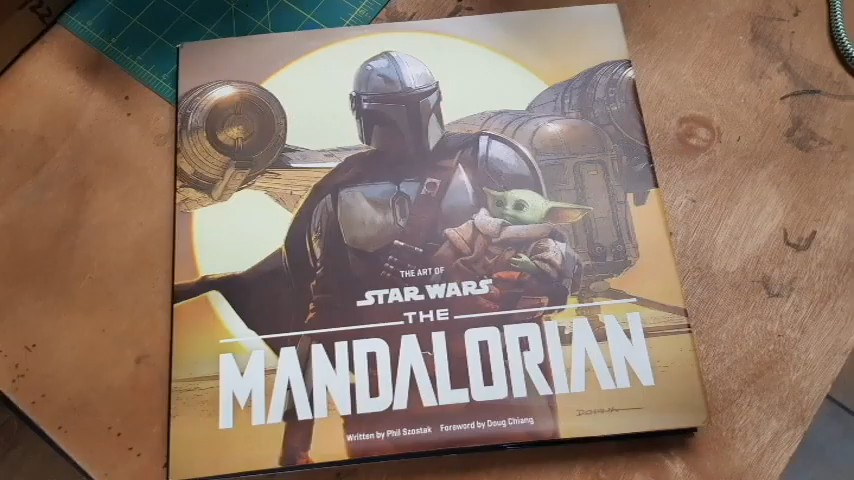 THE ART OF
STAR WARS
THE
MANDALORIAN
Written by Phil Szostak Foreword by Doug Chiang